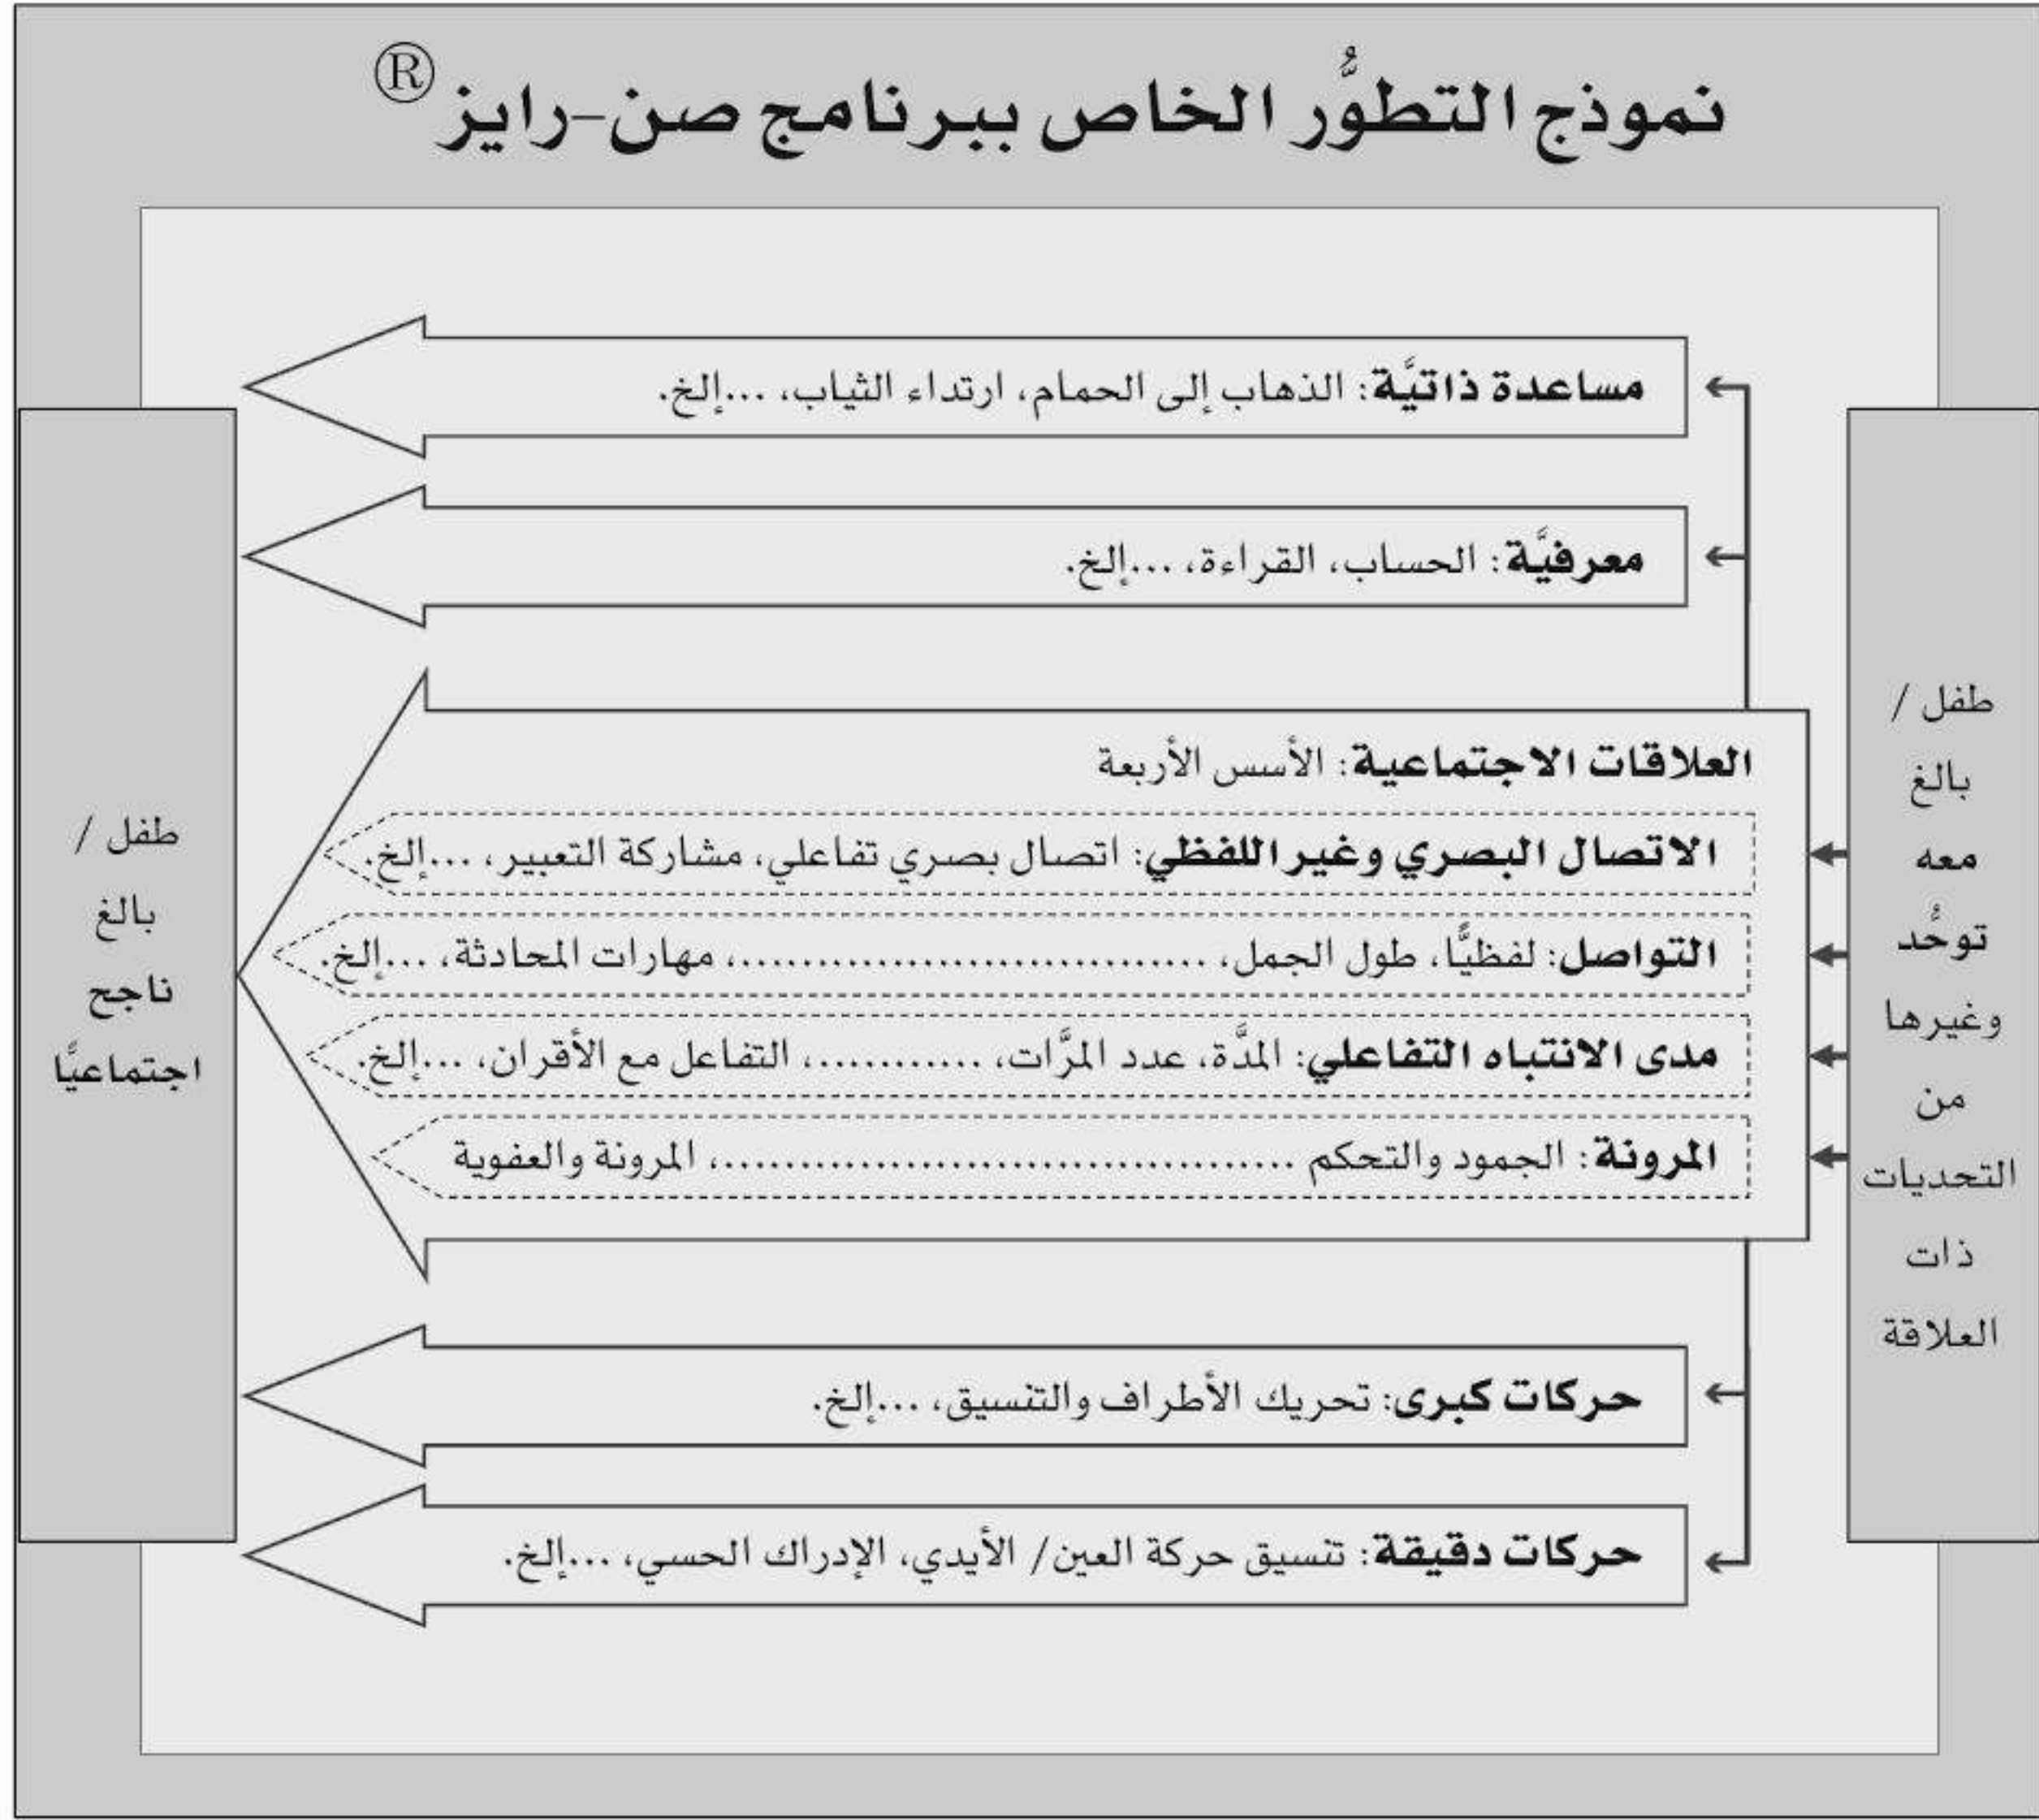 نموذج التطوُّر الخاص ببرنامج صن-رايز®
طفل /
بالغ
معه
توحُّد
وغيرها
من
التحديات
ذات
العلاقة
مساعدة ذاتيَّة: الذهاب إلى الحمام، ارتداء الثياب، ...إلخ.
معرفيَّة: الحساب، القراءة، ...إلخ.
العلاقات الاجتماعية: الأسس الأربعة
الاتصال البصري وغير اللفظي: اتصال بصري تفاعلي، مشاركة التعبير، ...إلخ.
التواصل: لفظيًّا، طول الجمل، ................................، مهارات المحادثة، ...إلخ.
مدى الانتباه التفاعلي: المدَّة، عدد المرَّات، ............، التفاعل مع الأقران، ...إلخ.
المرونة: الجمود والتحكم ......................................، المرونة والعفوية
حركات كبرى: تحريك الأطراف والتنسيق، ...إلخ.
حركات دقيقة: تنسيق حركة العين/ الأيدي، الإدراك الحسي، ...إلخ.
طفل /
بالغ
ناجح
اجتماعيًّا